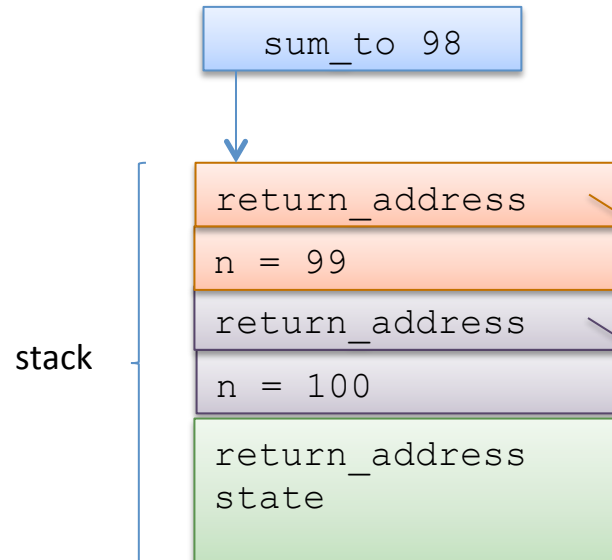 sum_to 98
return_address
n = 99
return_address
stack
n = 100
return_address
state